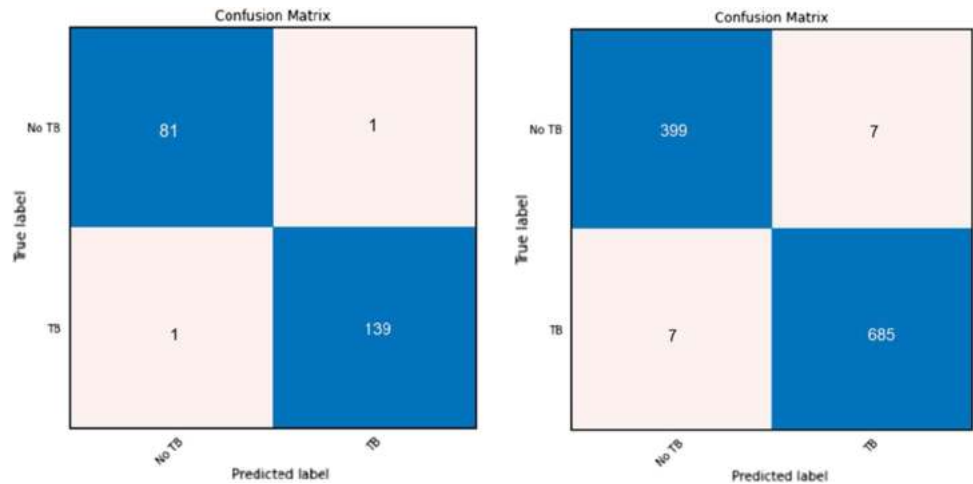 Confusion Matrix
No TB
81
1
True label
TB
1
139
No TB
TB
Predicted label
Confusion Matrix
No TB
399
7
True label
TB
7
685
No TB
TB
Predicted label